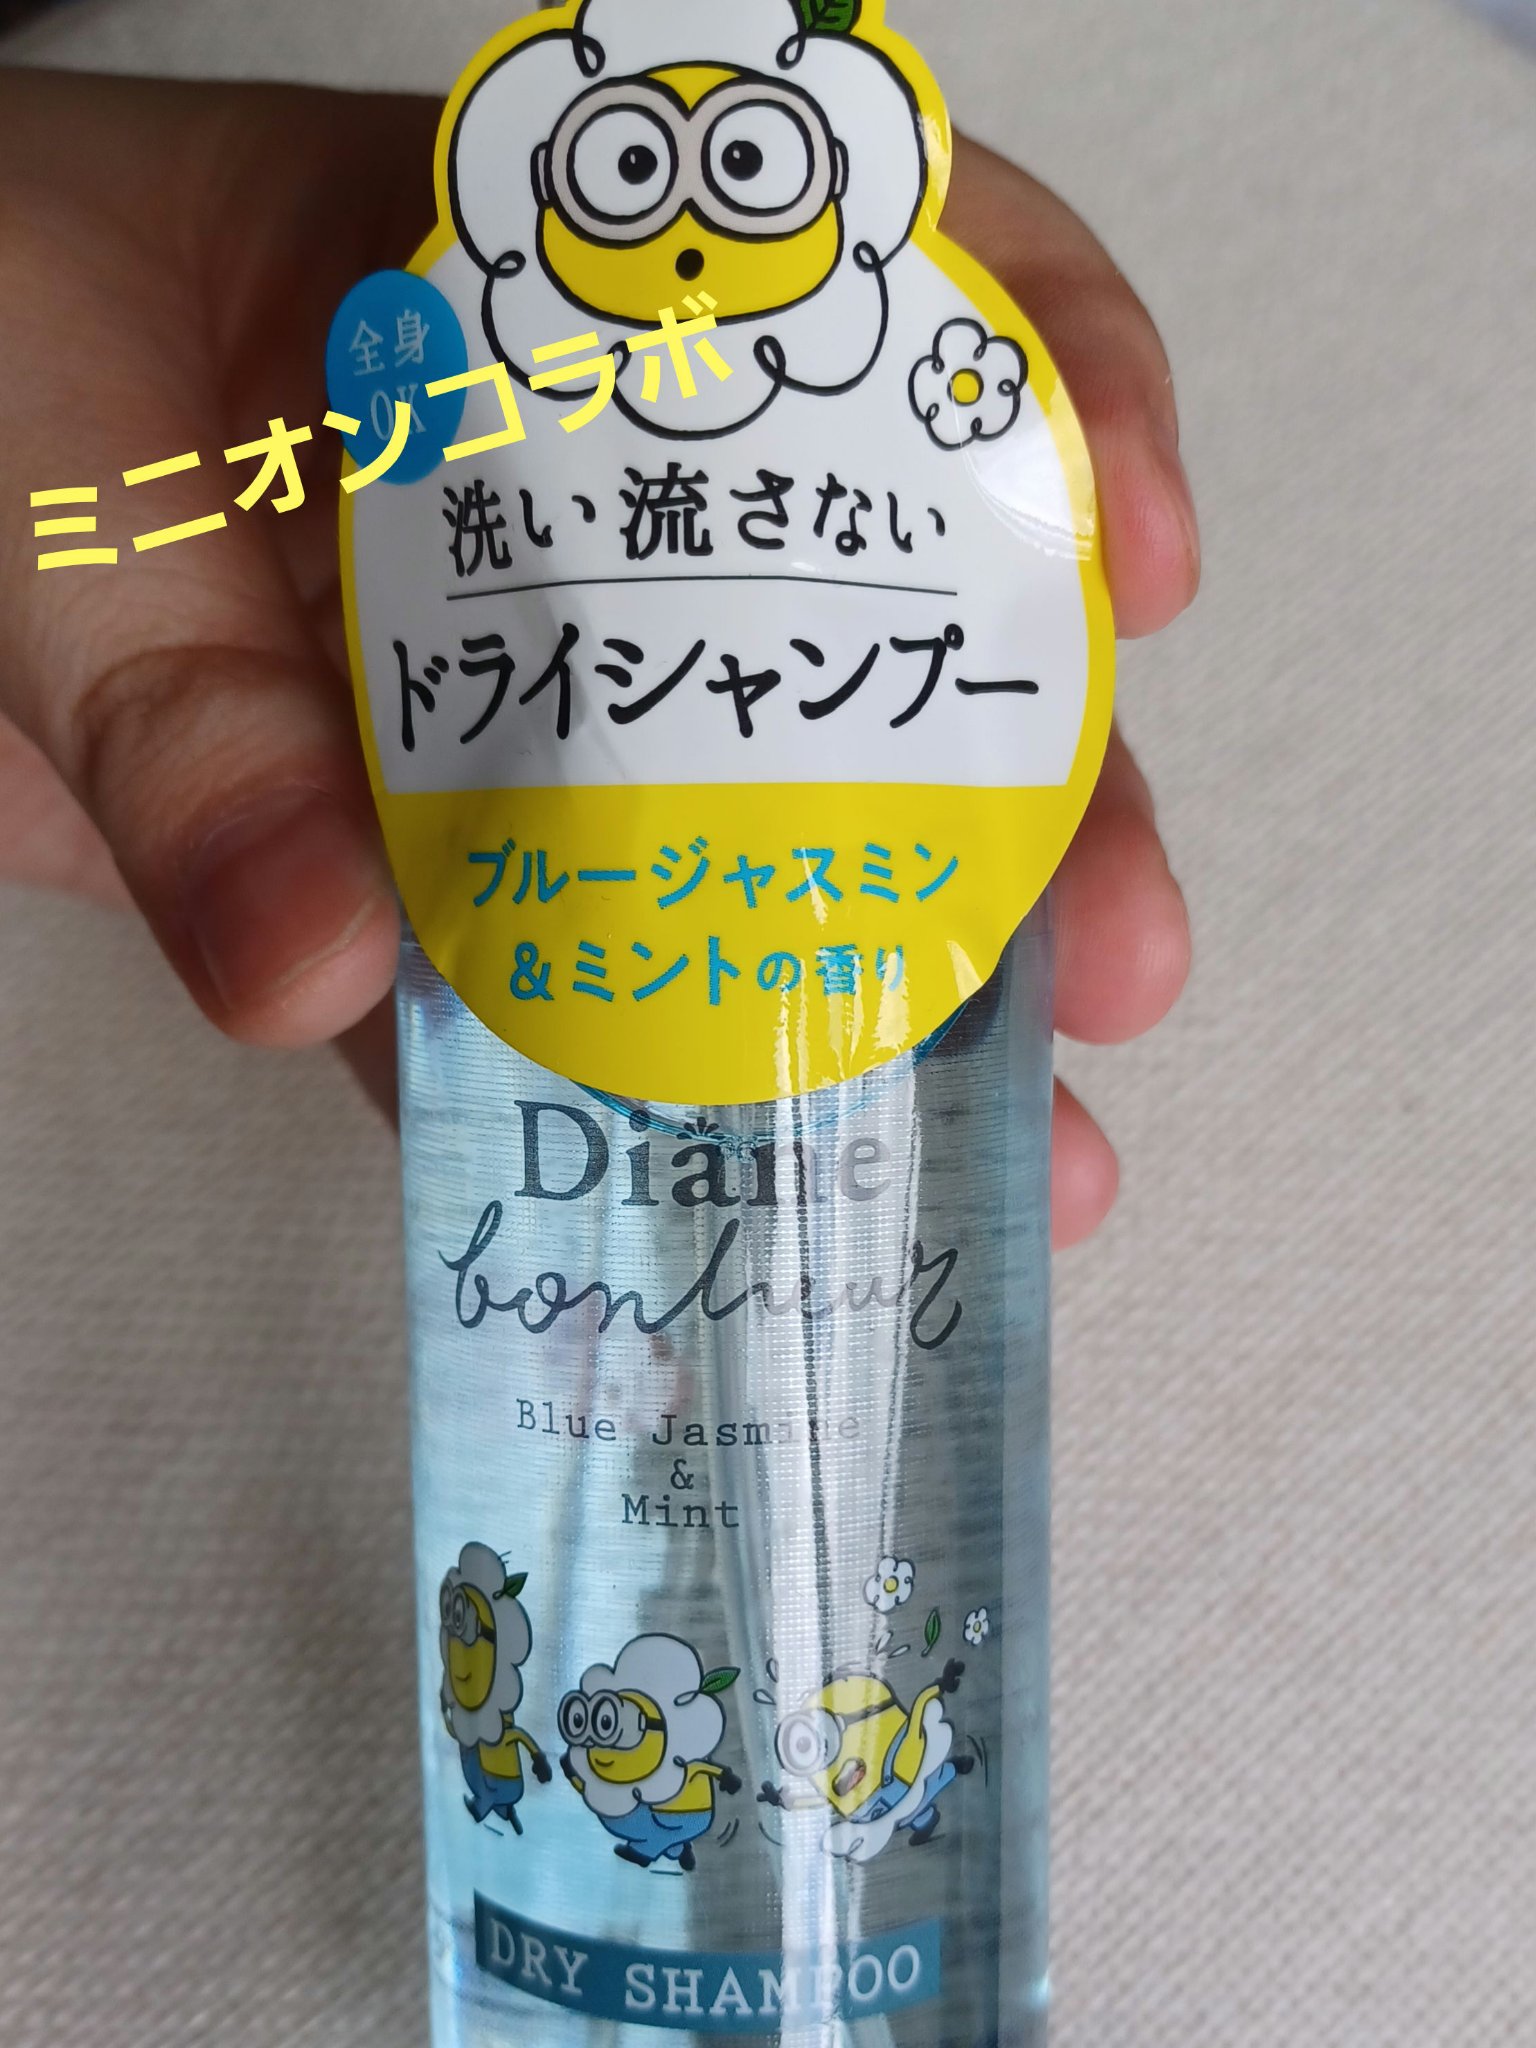 全身
OK
ミニオンコラボ
洗い流さない
ドライシャンプー
ブルージャスミン
&ミントの香り
Diane
bonheur
Blue Jasmine
&
Mint
DRY SHAMPOO